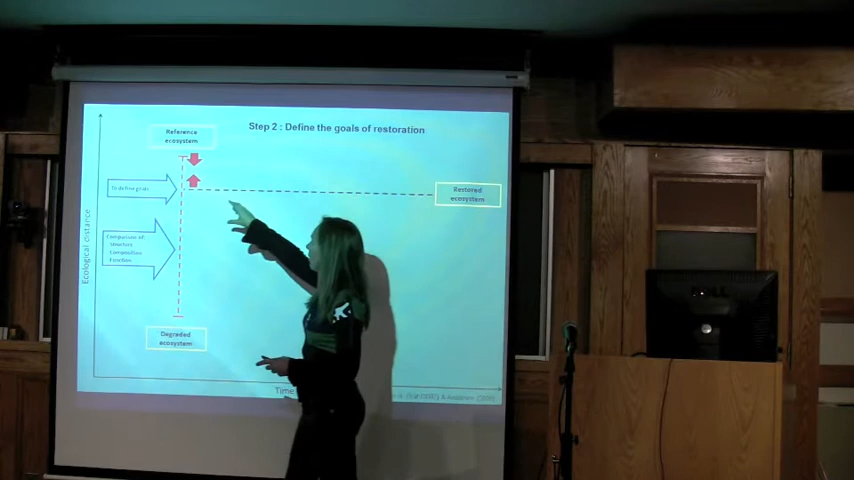 Step 2 : Define the goals of restoration
Reference
ecosystem
To define goals
Restored
ecosystem
Ecological distance
Comparison of:
Structure
Composition
Function
Degraded
ecosystem
Time